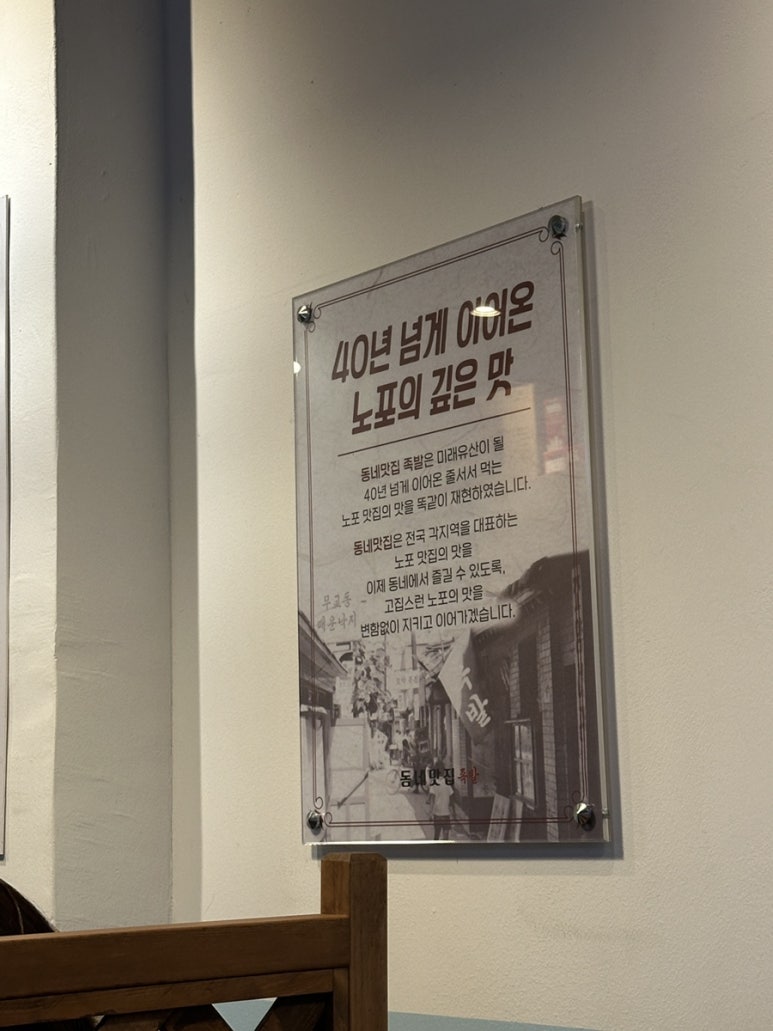 40년 넘게 이어온
노포의 깊은 맛
동네맛집 족발은 미래유산이 될
40년 넘게 이어온 줄서서 먹는
노포 맛집의 맛을 똑같이 재현하였습니다.
동네맛집은 전국 각지역을 대표하는
노포 맛집의 맛을
이제 동네에서 즐길 수 있도록,
고집스런 노포의 맛을
변함없이 지키고 이어가겠습니다.
무교동
매운낙지
동네맛집족발